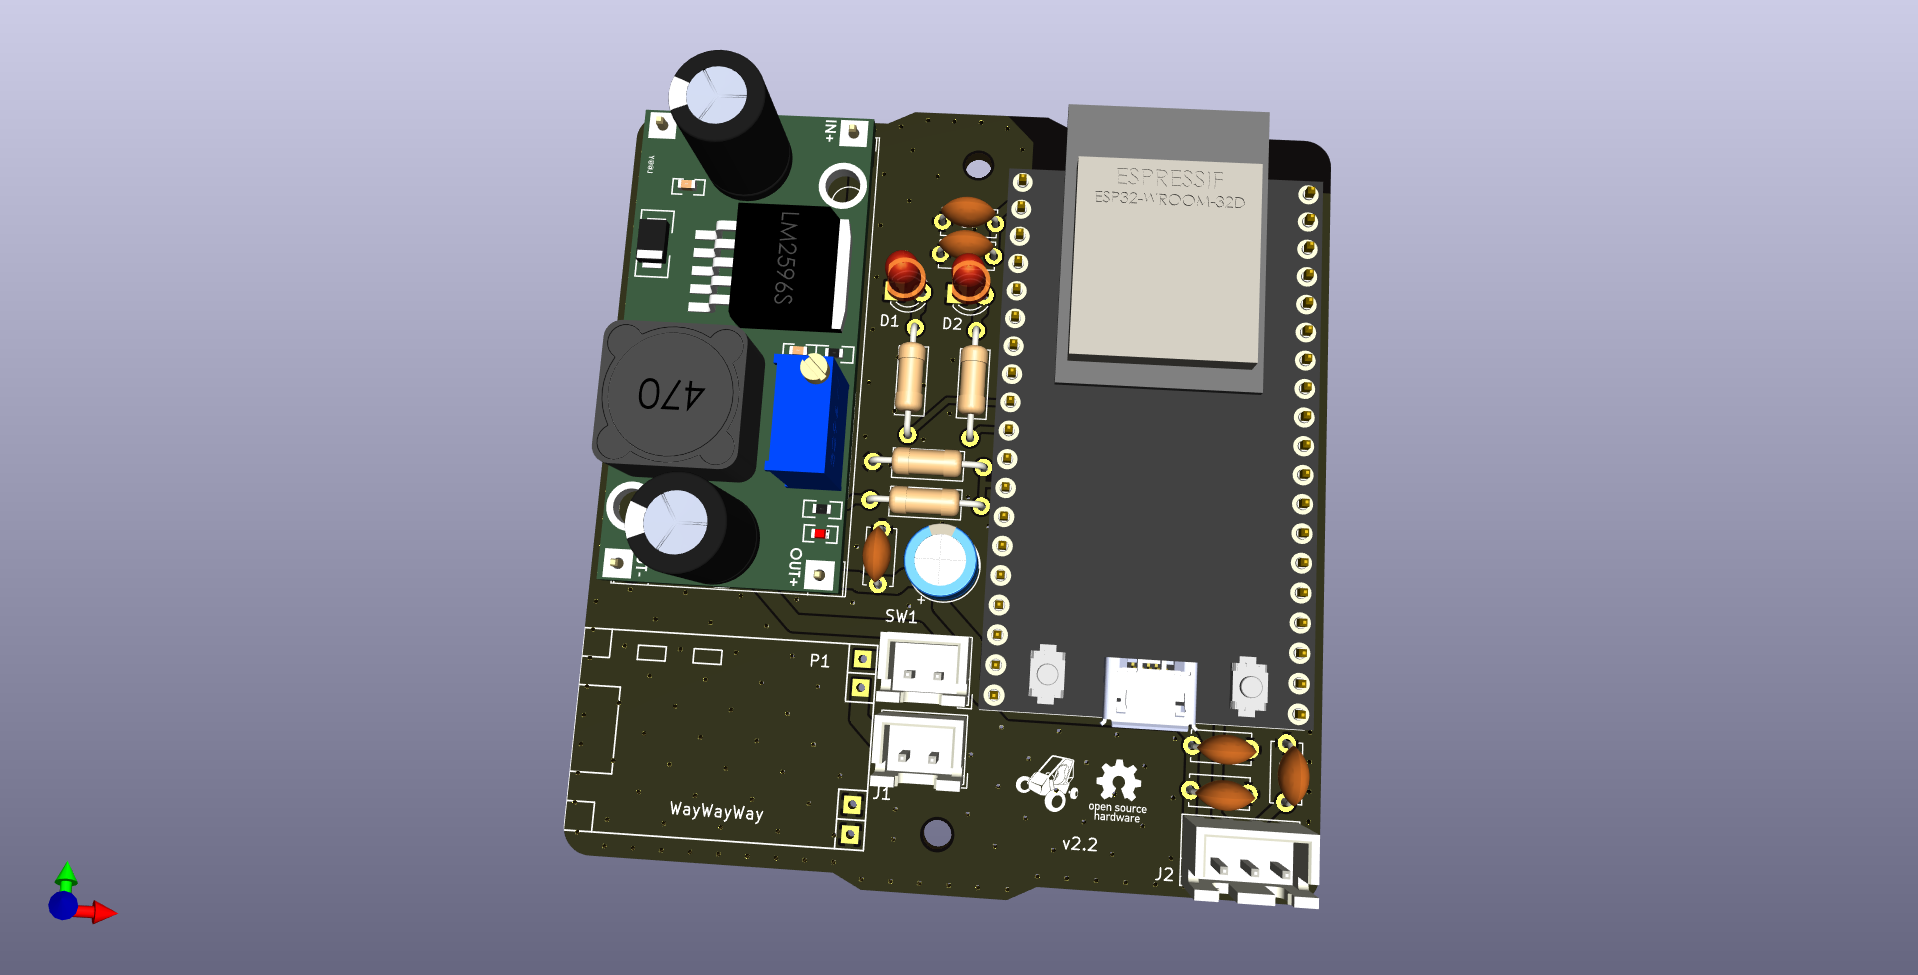 IN+
LM2596S
470
OUT+
T-
ESPRESSIF
ESP32-WROOM-32D
D1
D2
+
SW1
P1
J1
WayWayWay
open source
hardware
v2.2
J2